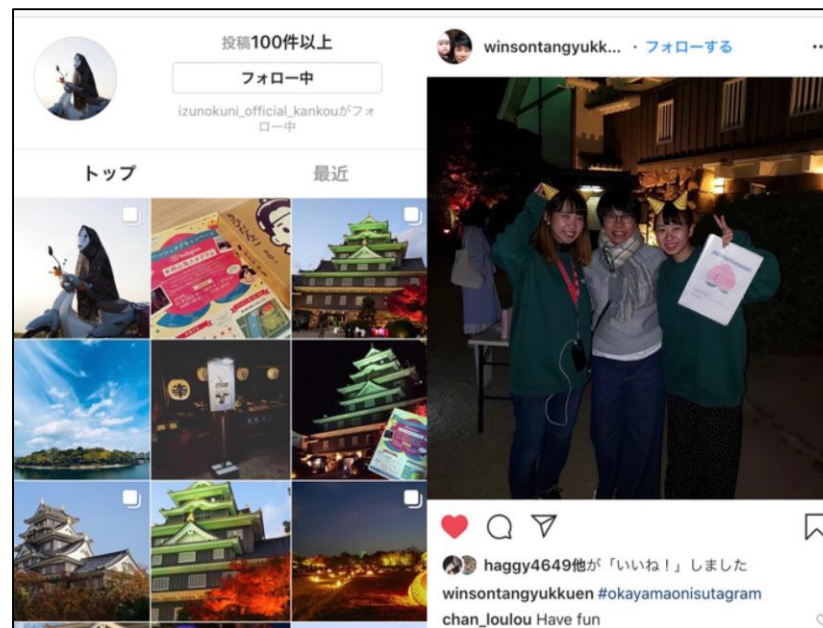 投稿100件以上
フォロー中
izunokuni_official_kankouがフォ
ロー中
トップ
最近
winsontangyukk... • フォローする
haggy4649他が「いいね！」しました
winsontangyukkuen #okayamaonisutagram
chan_loulou Have fun